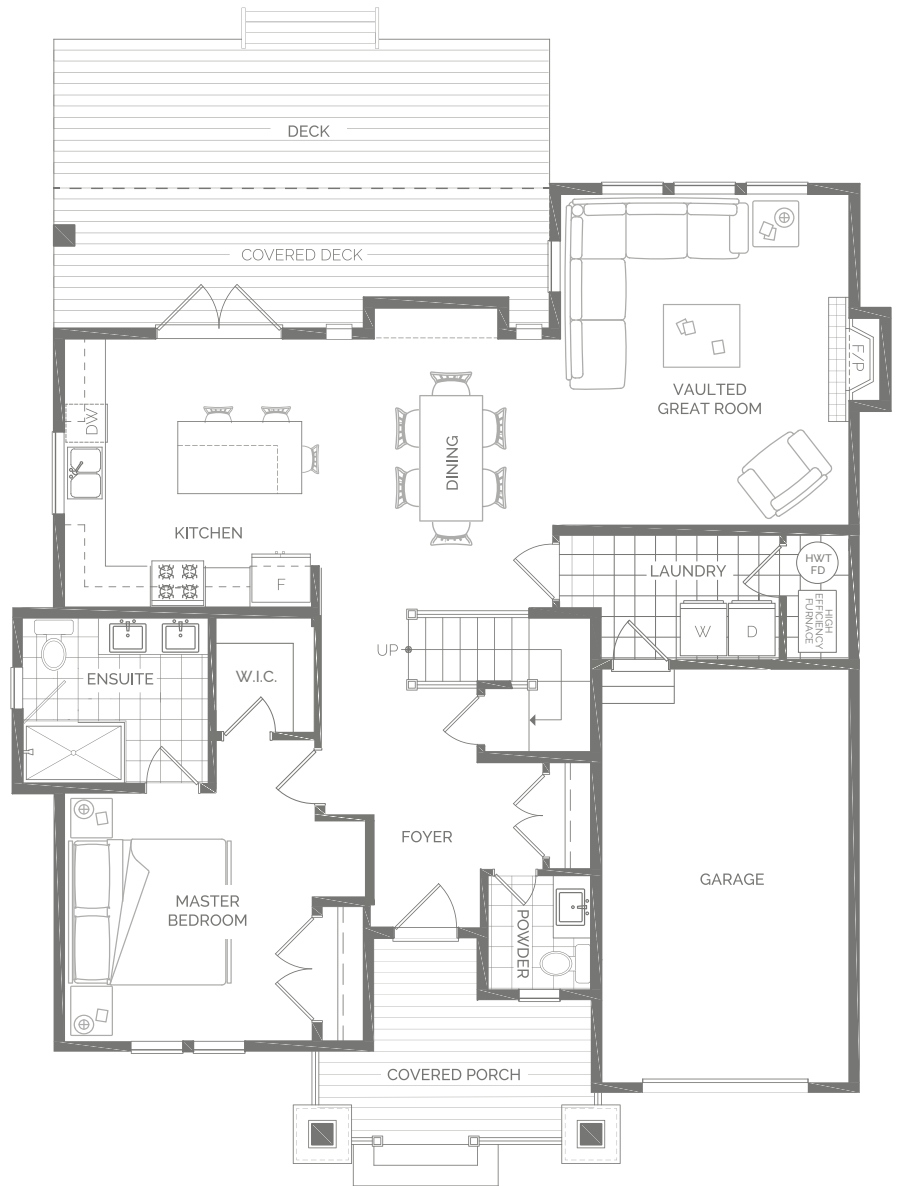 DECK
COVERED DECK
F/P
VAULTED
GREAT ROOM
DW
DINING
KITCHEN
F
LAUNDRY
HWT
FD
HIGH
EFFICIENCY
FURNACE
W
D
UP
ENSUITE
W.I.C.
FOYER
GARAGE
MASTER
BEDROOM
POWDER
COVERED PORCH